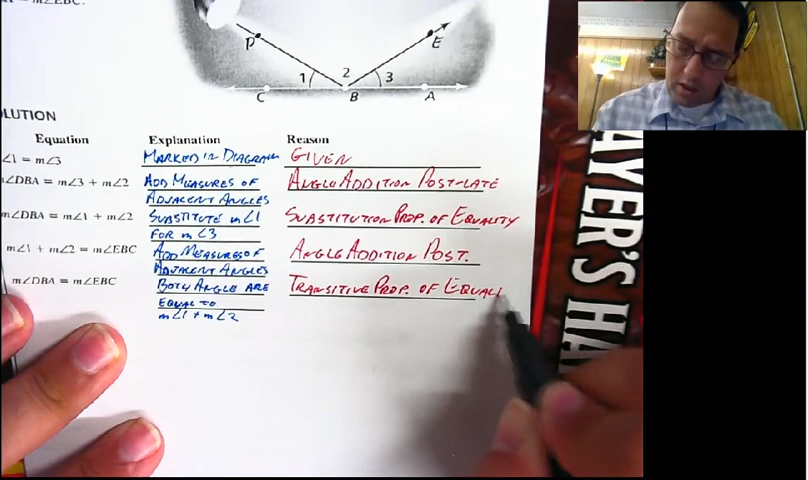 = m∠EBC.
D
E
1
2
3
C
B
A
OLUTION
Equation
Explanation
Reason
∠1 = m∠3
MARKED IN DIAGRAM
GIVEN
∠DBA = m∠3 + m∠2
ADD MEASURES OF
ADJACENT ANGLES
ANGLE ADDITION POSTULATE
m∠DBA = m∠1 + m∠2
SUBSTITUTE m∠1
FOR m∠3
SUBSTITUTION PROP. OF EQUALITY
m∠1 + m∠2 = m∠EBC
ADD MEASURES OF
ADJACENT ANGLES
ANGLE ADDITION POST.
m∠DBA = m∠EBC
BOTH ANGLE ARE
EQUAL TO
m∠1 + m∠2
TRANSITIVE PROP. OF EQUALI
AYER'S HA